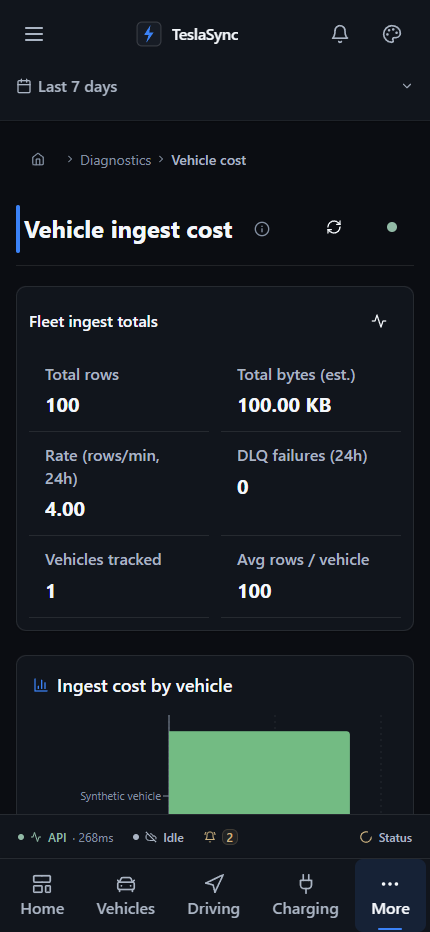 TeslaSync
Last 7 days
Diagnostics > Vehicle cost
Vehicle ingest cost
Fleet ingest totals
Total rows
100
Total bytes (est.)
100.00 KB
Rate (rows/min,
24h)
4.00
DLQ failures (24h)
0
Vehicles tracked
1
Avg rows / vehicle
100
Ingest cost by vehicle
Synthetic vehicle
API · 268ms
Idle
2
Status
Home
Vehicles
Driving
Charging
More